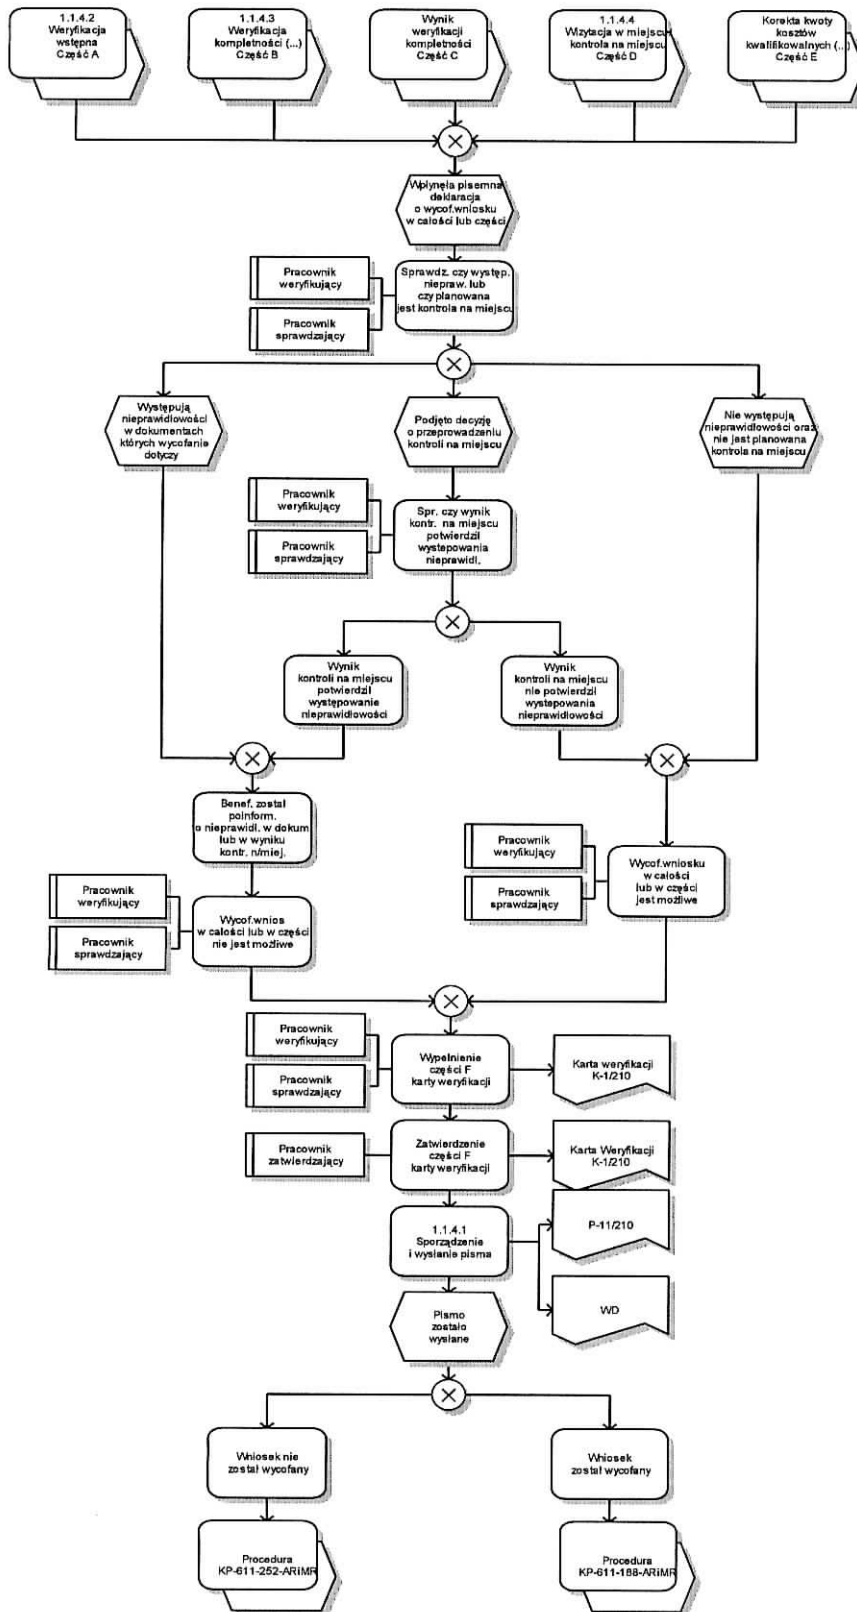 1.1.4.2
Weryfikacja
wstępna
Część A
1.1.4.3
Weryfikacja
kompletności (...)
Część B
Wynik
weryfikacji
kompletności
Część C
1.1.4.4
Wizytacja w miejscu
kontrola na miejscu
Część D
Korekta kwoty
kosztów
kwalifikowalnych (...)
Część E
Wpłynęła pisemna
deklaracja
o wycof.wniosku
w całości lub części
Pracownik
weryfikujący
Pracownik
sprawdzający
Sprawdz. czy występ.
niepraw. lub
czy planowana
jest kontrola na miejscu
Występują
nieprawidłowości
w dokumentach
których wycofanie
dotyczy
Podjęto decyzję
o przeprowadzeniu
kontroli na miejscu
Nie występują
nieprawidłowości oraz
nie jest planowana
kontrola na miejscu
Pracownik
weryfikujący
Pracownik
sprawdzający
Spr. czy wynik
kontr. na miejscu
potwierdził
wystepowania
nieprawidł.
Wynik
kontroli na miejscu
potwierdził
występowanie
nieprawidłowości
Wynik
kontroli na miejscu
nie potwierdził
wystepowania
nieprawidłowości
Benef. został
poinform.
o nieprawidł. w dokum
lub w wyniku
kontr. n/miej.
Pracownik
weryfikujący
Pracownik
sprawdzający
Wycof.wniosku
w całości
lub w części
jest możliwe
Pracownik
weryfikujący
Pracownik
sprawdzający
Wycof.wnios
w całości lub w części
nie jest możliwe
Pracownik
weryfikujący
Pracownik
sprawdzający
Wypełnienie
części F
karty weryfikacji
Karta weryfikacji
K-1/210
Pracownik
zatwierdzający
Zatwierdzenie
części F
karty weryfikacji
Karta Weryfikacji
K-1/210
1.1.4.1
Sporządzenie
i wysłanie pisma
P-11/210
WD
Pismo
zostało
wysłane
Wniosek nie
został wycofany
Wniosek
został wycofany
Procedura
KP-611-252-ARiMR
Procedura
KP-611-188-ARiMR